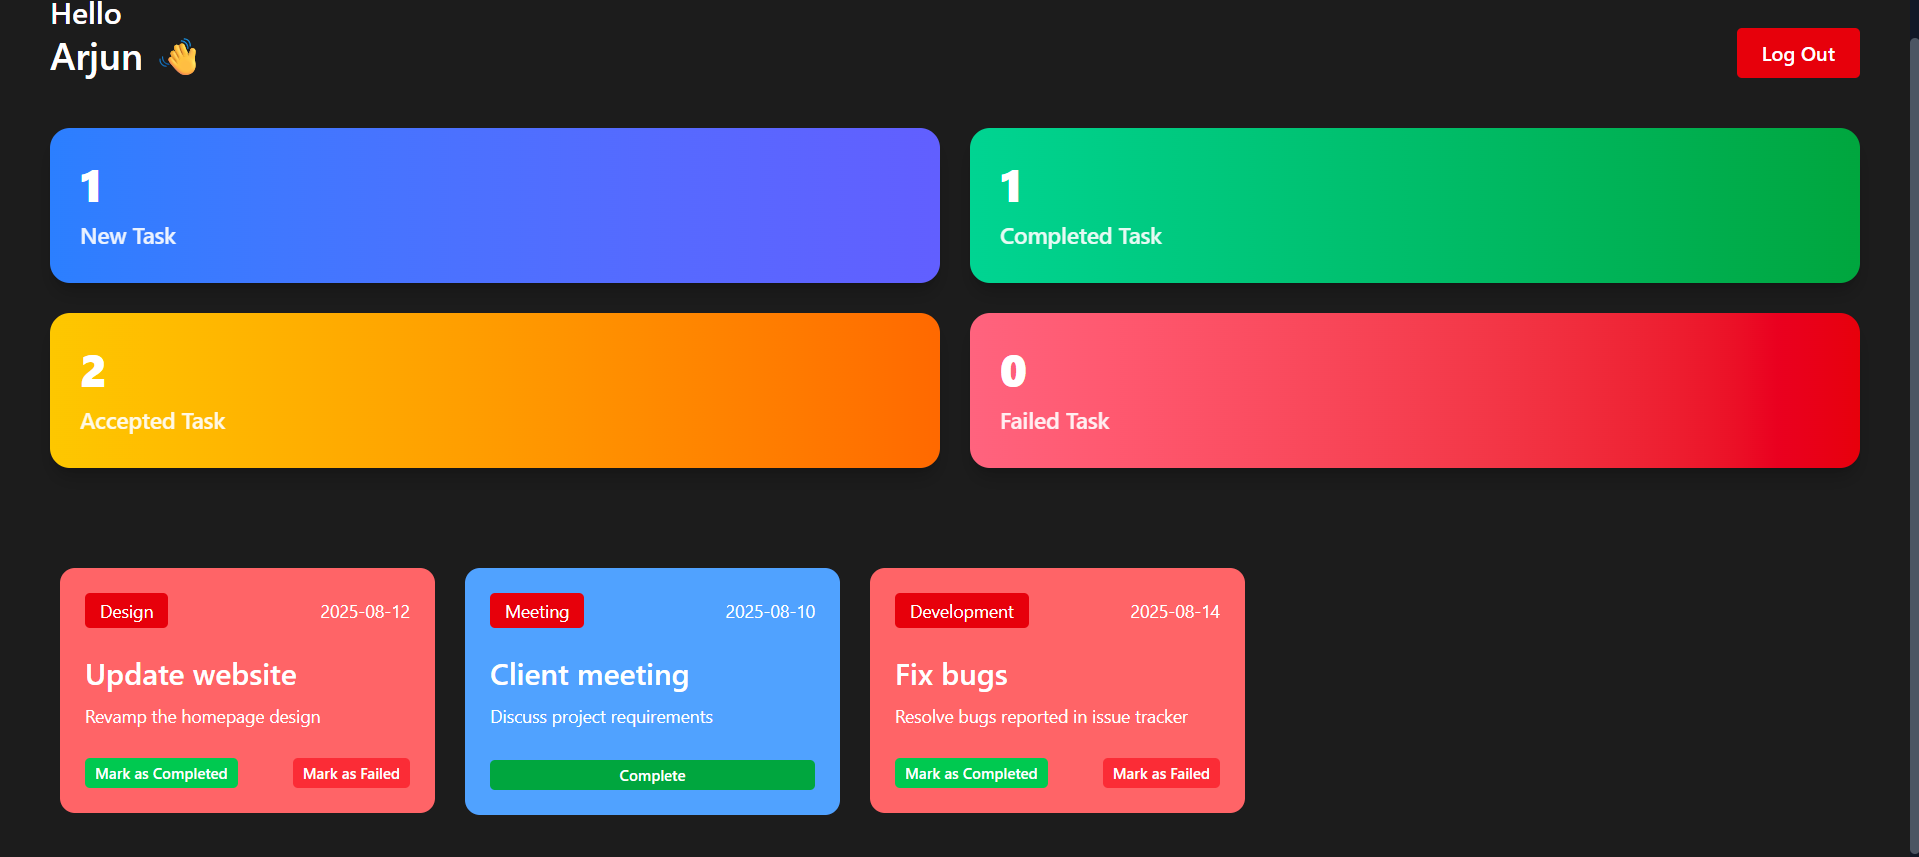 Hello
Arjun 👋
Log Out
1
New Task
1
Completed Task
2
Accepted Task
0
Failed Task
Design
2025-08-12
Update website
Revamp the homepage design
Mark as Completed
Mark as Failed
Meeting
2025-08-10
Client meeting
Discuss project requirements
Complete
Development
2025-08-14
Fix bugs
Resolve bugs reported in issue tracker
Mark as Completed
Mark as Failed